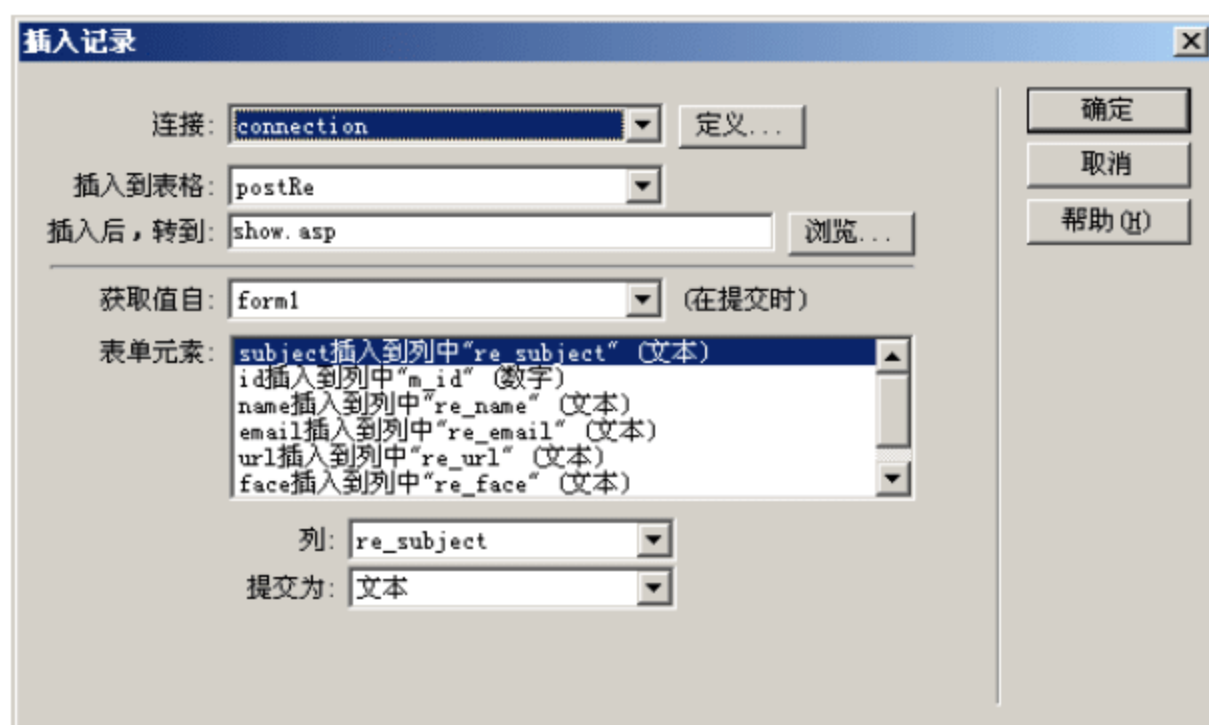 插入记录
连接: connection 定义...
插入到表格: postRe
插入后,转到: show.asp 浏览...
获取值自: form1 (在提交时)
表单元素: subject插入到列中"re_subject" (文本)
id插入到列中"m_id" (数字)
name插入到列中"re_name" (文本)
email插入到列中"re_email" (文本)
url插入到列中"re_url" (文本)
face插入到列中"re_face" (文本)
列: re_subject
提交为: 文本
确定
取消
帮助(H)